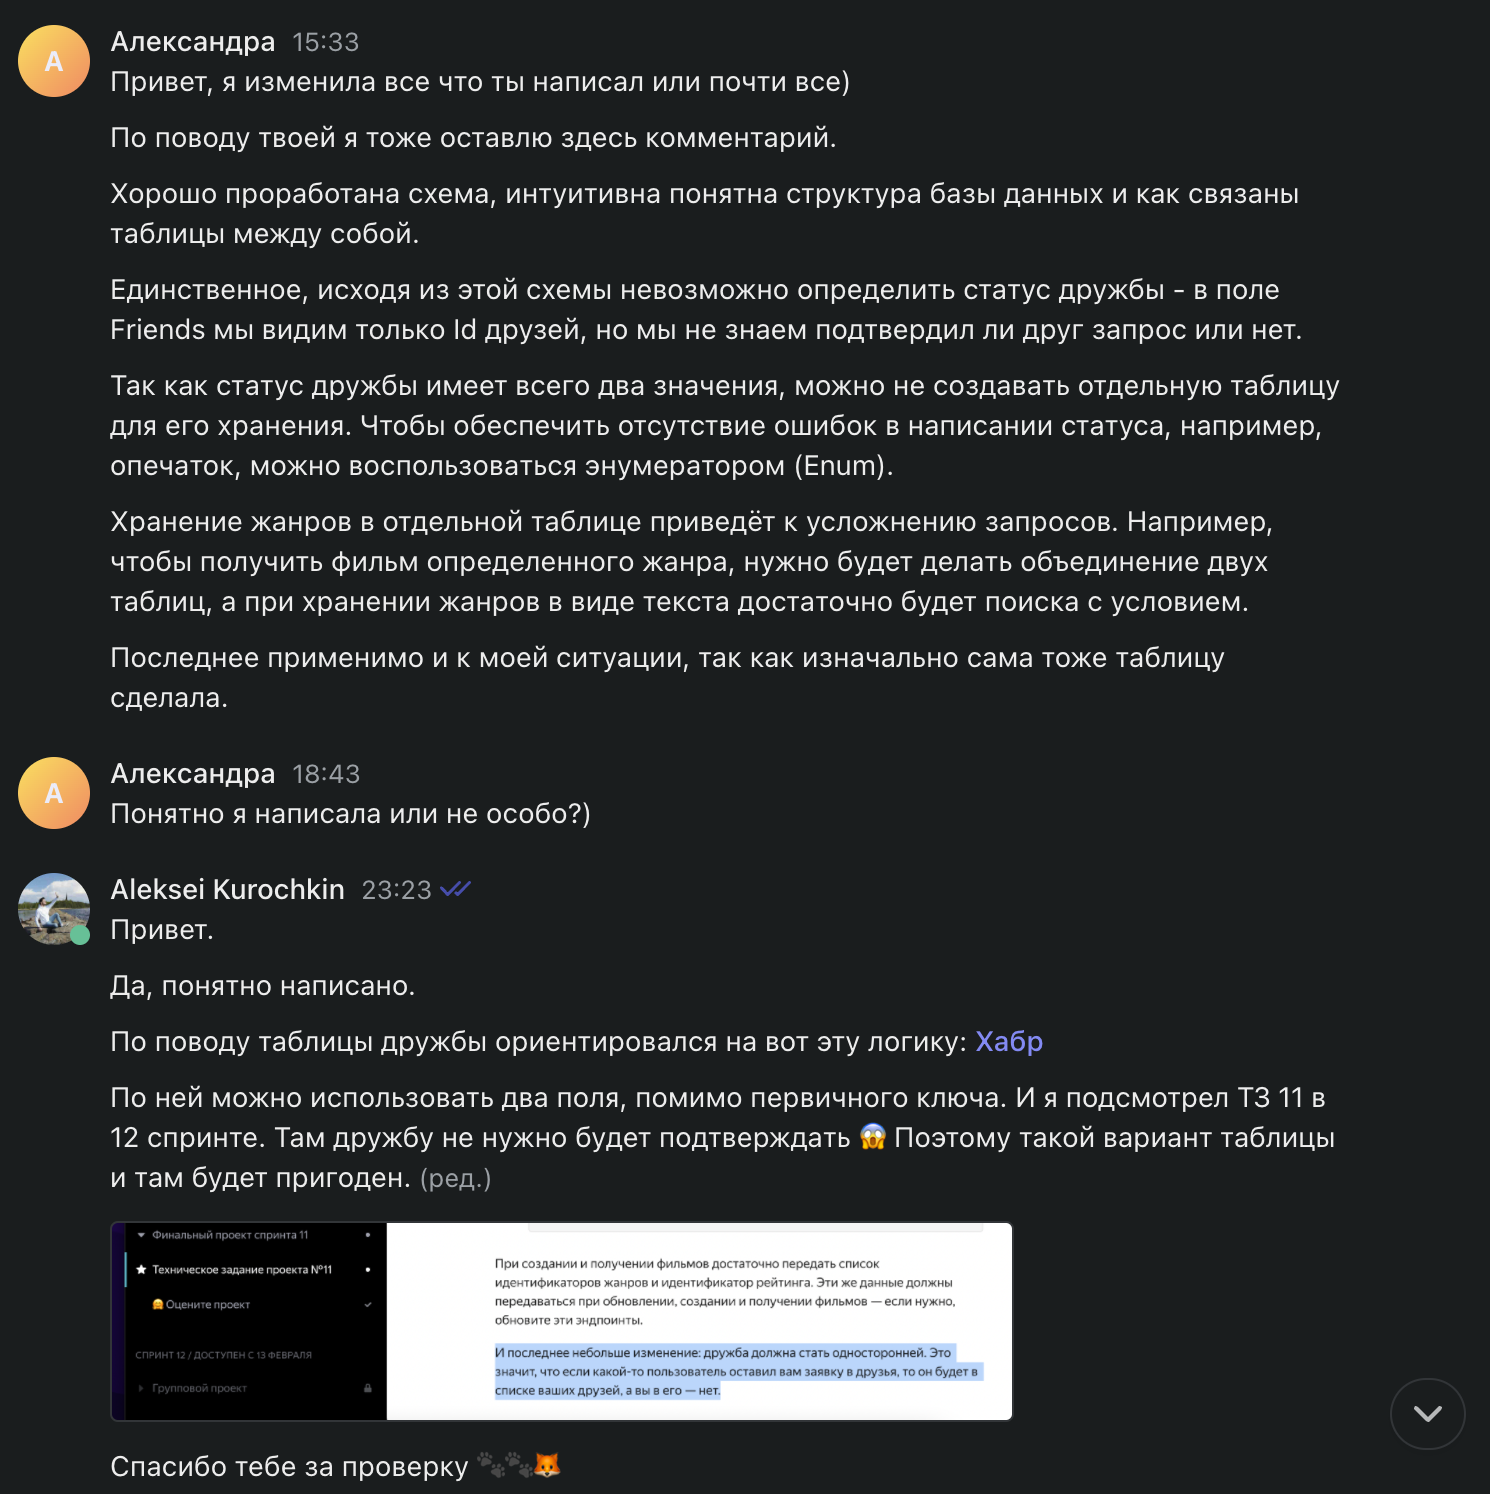 А
Александра 15:33
Привет, я изменила все что ты написал или почти все)
По поводу твоей я тоже оставлю здесь комментарий.
Хорошо проработана схема, интуитивна понятна структура базы данных и как связаны
таблицы между собой.
Единственное, исходя из этой схемы невозможно определить статус дружбы - в поле
Friends мы видим только Id друзей, но мы не знаем подтвердил ли друг запрос или нет.
Так как статус дружбы имеет всего два значения, можно не создавать отдельную таблицу
для его хранения. Чтобы обеспечить отсутствие ошибок в написании статуса, например,
опечаток, можно воспользоваться энумератором (Enum).
Хранение жанров в отдельной таблице приведёт к усложнению запросов. Например,
чтобы получить фильм определенного жанра, нужно будет делать объединение двух
таблиц, а при хранении жанров в виде текста достаточно будет поиска с условием.
Последнее применимо и к моей ситуации, так как изначально сама тоже таблицу
сделала.
А
Александра 18:43
Понятно я написала или не особо?)
Aleksei Kurochkin 23:23
Привет.
Да, понятно написано.
По поводу таблицы дружбы ориентировался на вот эту логику: Хабр
По ней можно использовать два поля, помимо первичного ключа. И я подсмотрел ТЗ 11 в
12 спринте. Там дружбу не нужно будет подтверждать 😱 Поэтому такой вариант таблицы
и там будет пригоден. (ред.)
Финальный проект спринта 11
Техническое задание проекта №11
Оцените проект
СПРИНТ 12 / ДОСТУПЕН С 13 ФЕВРАЛЯ
Групповой проект
При создании и получении фильмов достаточно передать список
идентификаторов жанров и идентификатор рейтинга. Эти же данные должны
передаваться при обновлении, создании и получении фильмов — если нужно,
обновите эти эндпоинты.
И последнее небольше изменение: дружба должна стать односторонней. Это
значит, что если какой-то пользователь оставил вам заявку в друзья, то он будет в
списке ваших друзей, а вы в его — нет.
Спасибо тебе за проверку 🐾🐾🦊